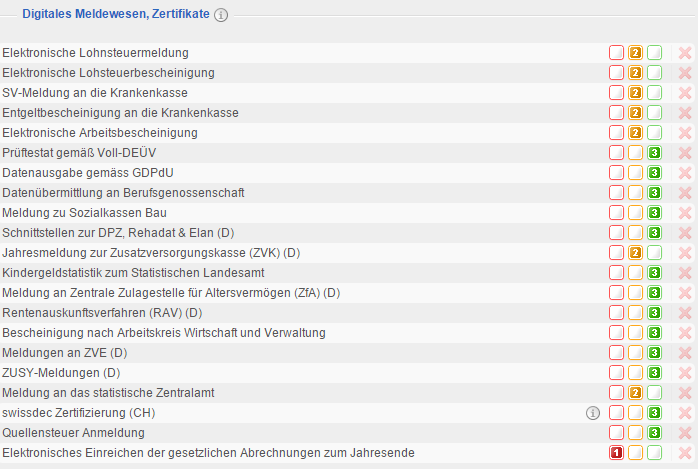 Digitales Meldewesen, Zertifikate i
Elektronische Lohnsteuermeldung 2
Elektronische Lohsteuerbescheinigung 2
SV-Meldung an die Krankenkasse 2
Entgeltbescheinigung an die Krankenkasse 2
Elektronische Arbeitsbescheinigung 2
Prüftestat gemäß Voll-DEÜV 3
Datenausgabe gemäss GDPdU 3
Datenübermittlung an Berufsgenossenschaft 3
Meldung zu Sozialkassen Bau 3
Schnittstellen zur DPZ, Rehadat & Elan (D) 3
Jahresmeldung zur Zusatzversorgungskasse (ZVK) (D) 2
Kindergeldstatistik zum Statistischen Landesamt 3
Meldung an Zentrale Zulagestelle für Altersvermögen (ZfA) (D) 3
Rentenauskunftsverfahren (RAV) (D) 3
Bescheinigung nach Arbeitskreis Wirtschaft und Verwaltung 3
Meldungen an ZVE (D) 3
ZUSY-Meldungen (D) 3
Meldung an das statistische Zentralamt 2
swissdec Zertifizierung (CH) i 3
Quellensteuer Anmeldung 3
Elektronisches Einreichen der gesetzlichen Abrechnungen zum Jahresende 1